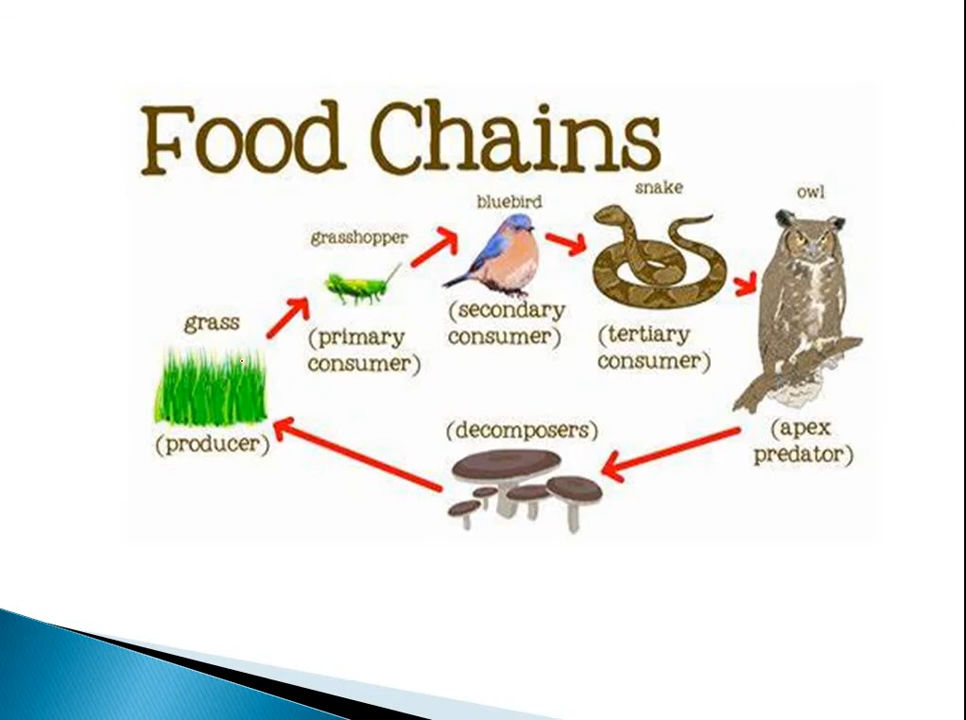 Food Chains
snake
owl
bluebird
grasshopper
(secondary
consumer)
grass
(primary
consumer)
(tertiary
consumer)
(producer)
(decomposers)
(apex
predator)